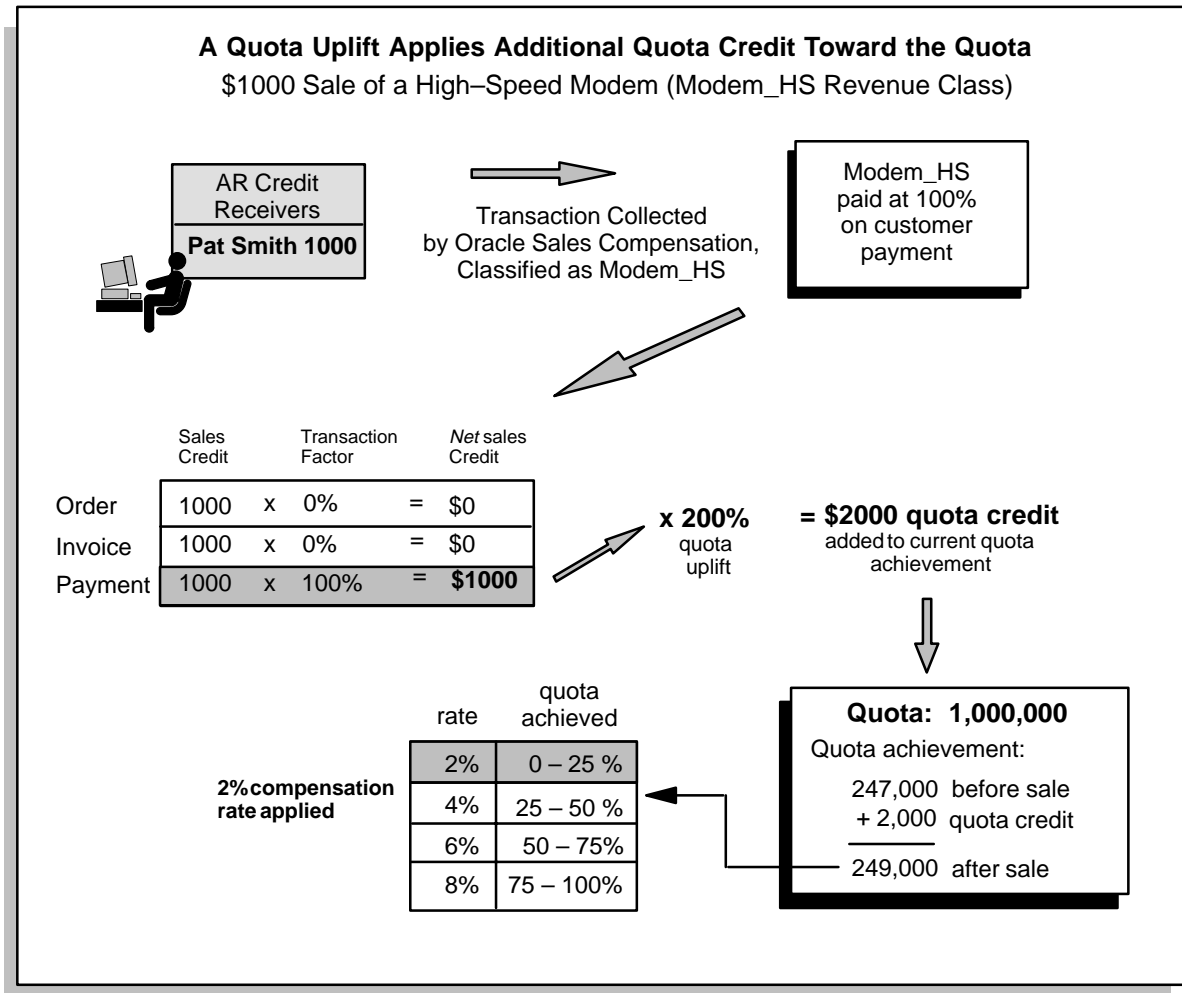 A Quota Uplift Applies Additional Quota Credit Toward the Quota
$1000 Sale of a High–Speed Modem (Modem_HS Revenue Class)
AR Credit
Receivers
Pat Smith 1000
Transaction Collected
by Oracle Sales Compensation,
Classified as Modem_HS
Modem_HS
paid at 100%
on customer
payment
Sales Credit Transaction Factor Net sales Credit
Order 1000 x 0% = $0
Invoice 1000 x 0% = $0
Payment 1000 x 100% = $1000
x 200%
quota
uplift
= $2000 quota credit
added to current quota
achievement
Quota: 1,000,000
Quota achievement:
247,000 before sale
+ 2,000 quota credit
249,000 after sale
rate quota achieved
2% 0 – 25 %
4% 25 – 50 %
6% 50 – 75%
8% 75 – 100%
2% compensation
rate applied